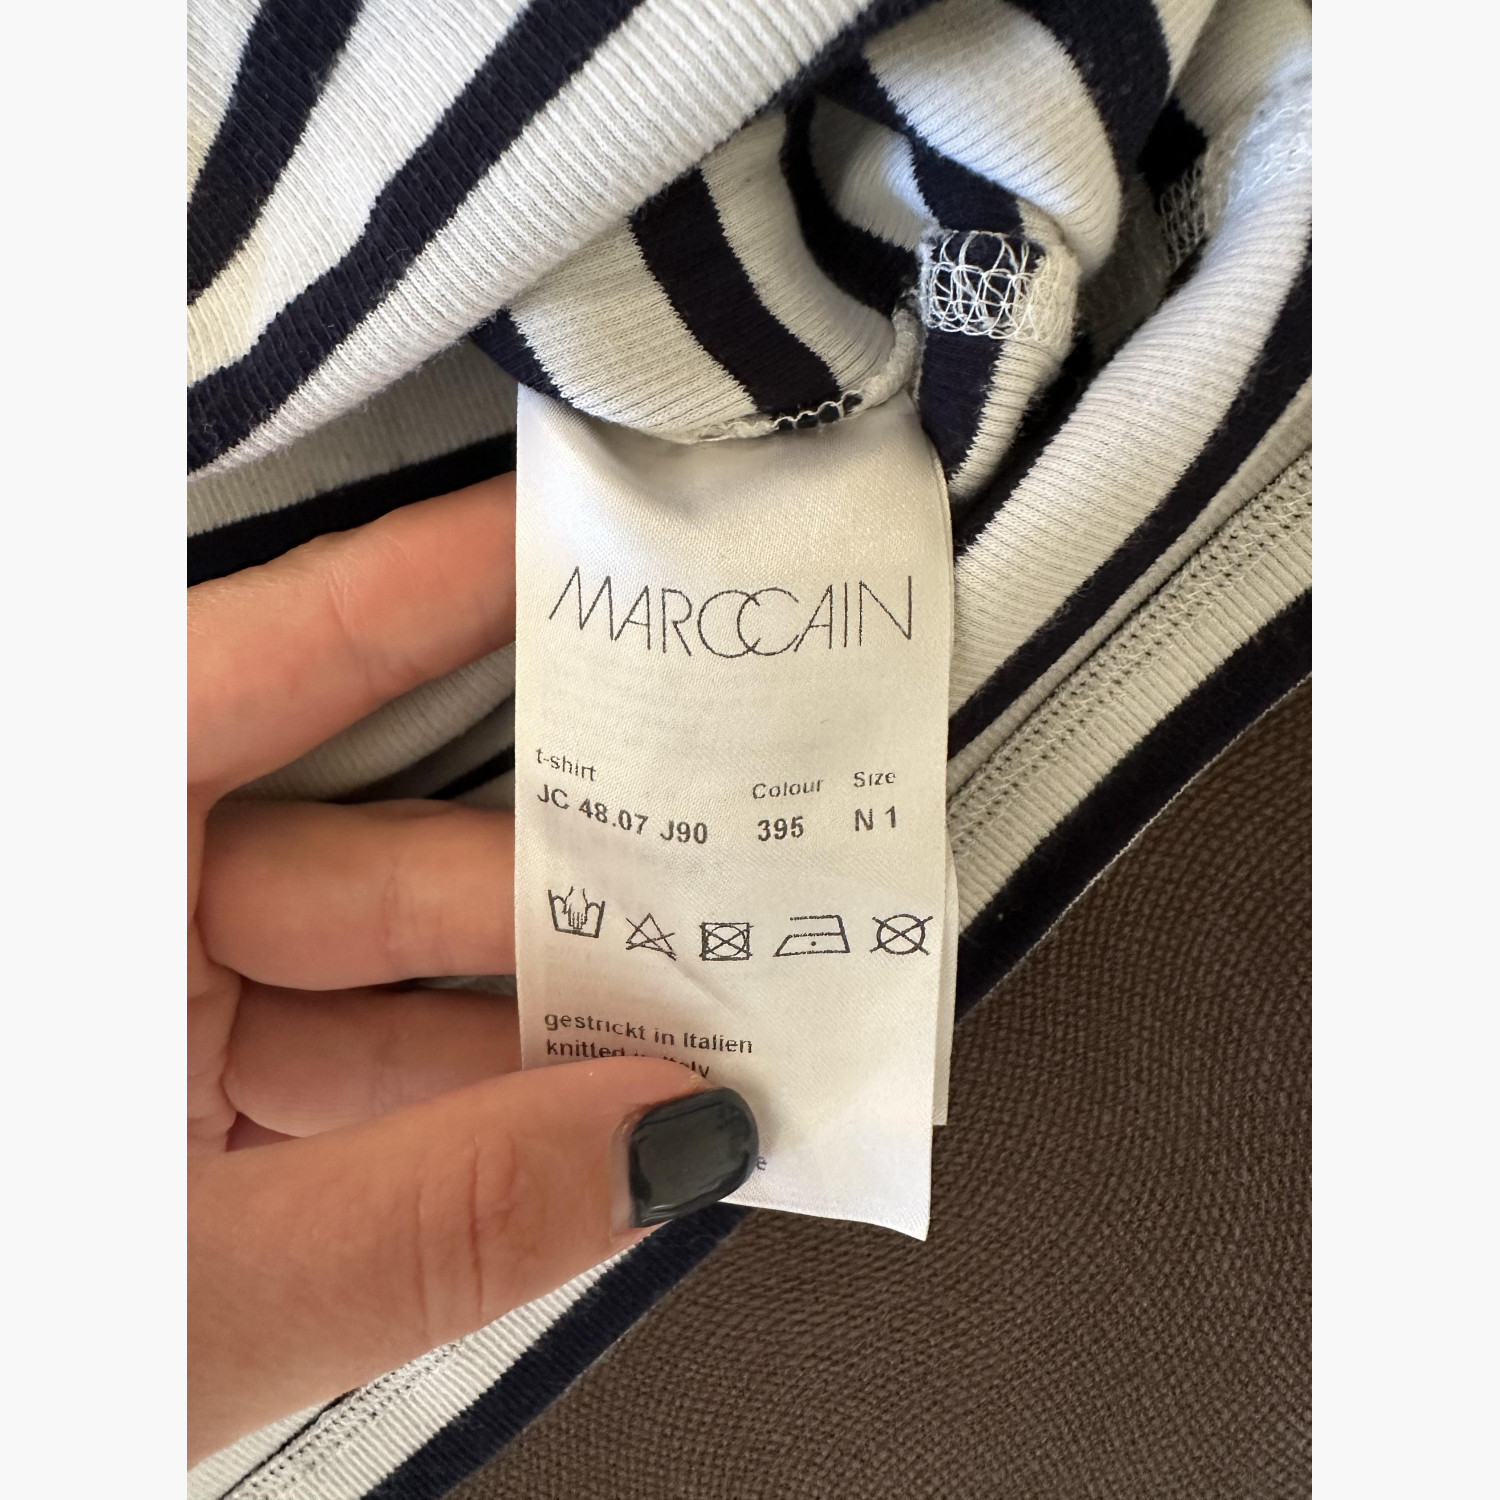 MARCCAIN
t-shirt Colour Size
JC 48.07 J90 395 N 1
gestrickt in Italien
knitted